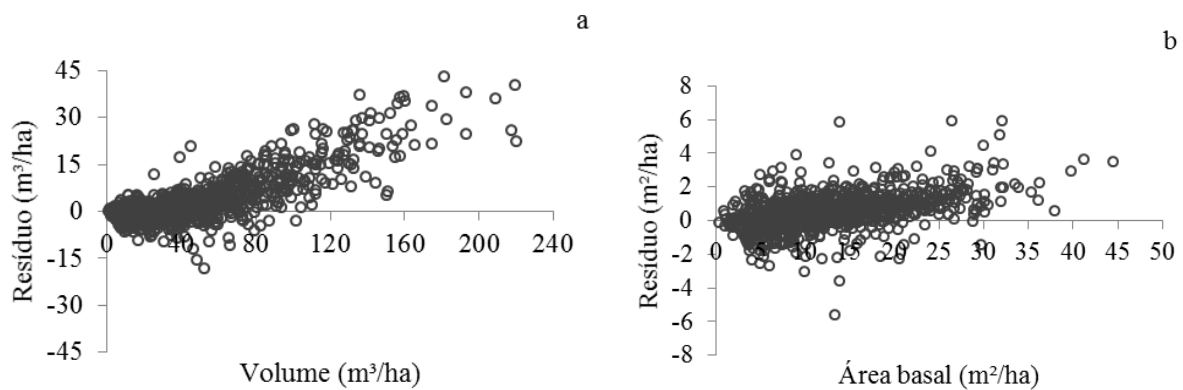 a
b
45
30
15
0
-15
-30
-45
Resíduo (m³/ha)
0 40 80 120 160 200 240
Volume (m³/ha)
8
6
4
2
0
-2
-4
-6
-8
Resíduo (m²/ha)
0 5 10 15 20 25 30 35 40 45 50
Área basal (m²/ha)